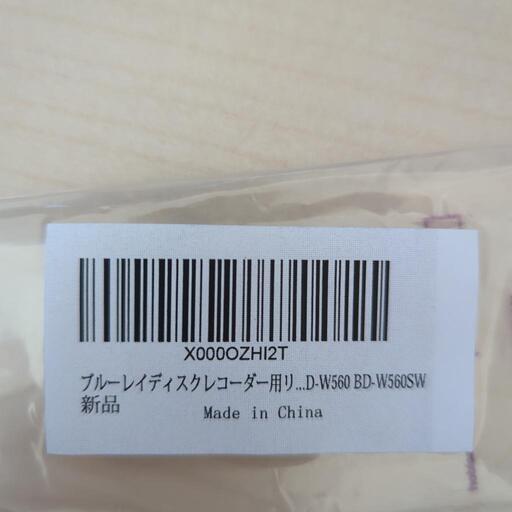 X000OZHI2T
ブルーレイディスクレコーダー用リ...D-W560 BD-W560SW
新品
Made in China